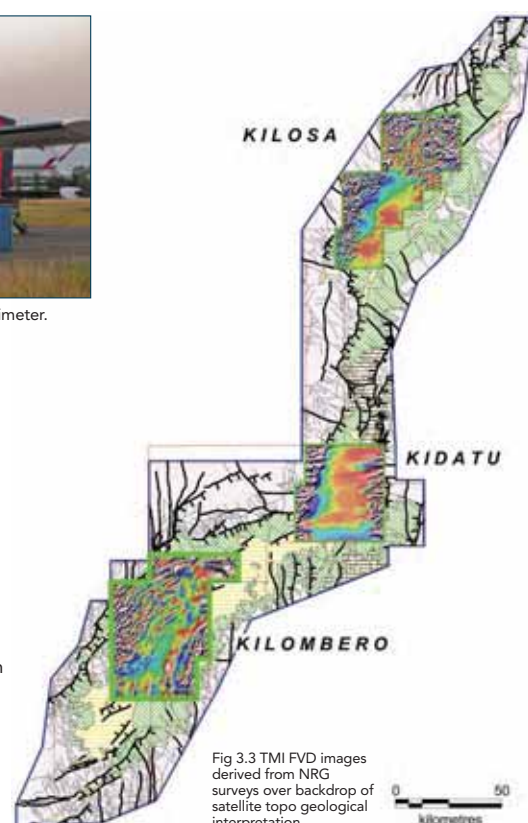 KILOSA
imeter.
KIDATU
n
KILOMBERO
Fig 3.3 TMI FVD images
derived from NRG
surveys over backdrop of
satellite topo geological
interpretation
0 50
kilometres